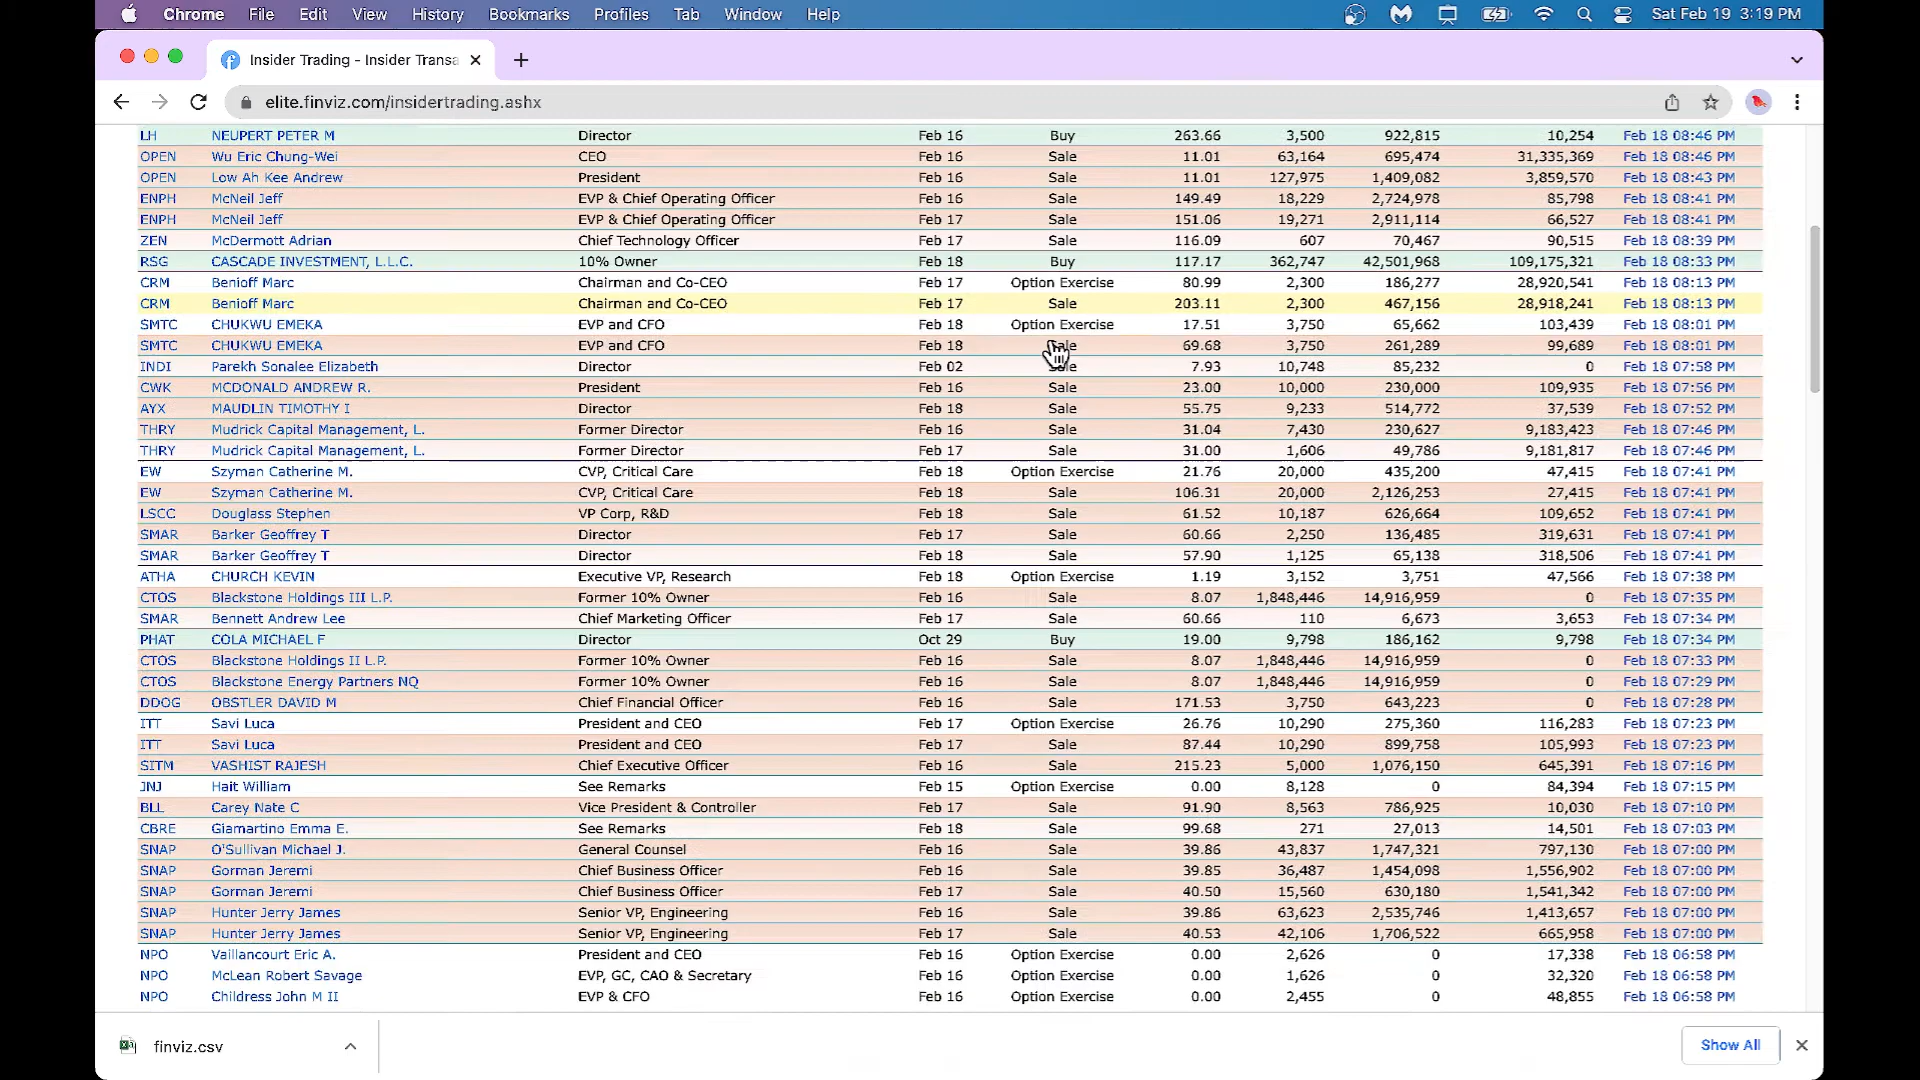 Chrome File Edit View History Bookmarks Profiles Tab Window Help Sat Feb 19 3:19 PM
Insider Trading - Insider Transa
elite.finviz.com/insidertrading.ashx
LH NEUPERT PETER M Director Feb 16 Buy 263.66 3,500 922,815 10,254 Feb 18 08:46 PM
OPEN Wu Eric Chung-Wei CEO Feb 16 Sale 11.01 63,164 695,474 31,335,369 Feb 18 08:46 PM
OPEN Low Ah Kee Andrew President Feb 16 Sale 11.01 127,975 1,409,082 3,859,570 Feb 18 08:43 PM
ENPH McNeil Jeff EVP & Chief Operating Officer Feb 16 Sale 149.49 18,229 2,724,978 85,798 Feb 18 08:41 PM
ENPH McNeil Jeff EVP & Chief Operating Officer Feb 17 Sale 151.06 19,271 2,911,114 66,527 Feb 18 08:41 PM
ZEN McDermott Adrian Chief Technology Officer Feb 17 Sale 116.09 607 70,467 90,515 Feb 18 08:39 PM
RSG CASCADE INVESTMENT, L.L.C. 10% Owner Feb 18 Buy 117.17 362,747 42,501,968 109,175,321 Feb 18 08:33 PM
CRM Benioff Marc Chairman and Co-CEO Feb 17 Option Exercise 80.99 2,300 186,277 28,920,541 Feb 18 08:13 PM
CRM Benioff Marc Chairman and Co-CEO Feb 17 Sale 203.11 2,300 467,156 28,918,241 Feb 18 08:13 PM
SMTC CHUKWU EMEKA EVP and CFO Feb 18 Option Exercise 17.51 3,750 65,662 103,439 Feb 18 08:01 PM
SMTC CHUKWU EMEKA EVP and CFO Feb 18 Sale 69.68 3,750 261,289 99,689 Feb 18 08:01 PM
INDI Parekh Sonalee Elizabeth Director Feb 02 Sale 7.93 10,748 85,232 0 Feb 18 07:58 PM
CWK MCDONALD ANDREW R. President Feb 16 Sale 23.00 10,000 230,000 109,935 Feb 18 07:56 PM
AYX MAUDLIN TIMOTHY I Director Feb 18 Sale 55.75 9,233 514,772 37,539 Feb 18 07:52 PM
THRY Mudrick Capital Management, L. Former Director Feb 16 Sale 31.04 7,430 230,627 9,183,423 Feb 18 07:46 PM
THRY Mudrick Capital Management, L. Former Director Feb 17 Sale 31.00 1,606 49,786 9,181,817 Feb 18 07:46 PM
EW Szyman Catherine M. CVP, Critical Care Feb 18 Option Exercise 21.76 20,000 435,200 47,415 Feb 18 07:41 PM
EW Szyman Catherine M. CVP, Critical Care Feb 18 Sale 106.31 20,000 2,126,253 27,415 Feb 18 07:41 PM
LSCC Douglass Stephen VP Corp, R&D Feb 18 Sale 61.52 10,187 626,664 109,652 Feb 18 07:41 PM
SMAR Barker Geoffrey T Director Feb 17 Sale 60.66 2,250 136,485 319,631 Feb 18 07:41 PM
SMAR Barker Geoffrey T Director Feb 18 Sale 57.90 1,125 65,138 318,506 Feb 18 07:41 PM
ATHA CHURCH KEVIN Executive VP, Research Feb 18 Option Exercise 1.19 3,152 3,751 47,566 Feb 18 07:38 PM
CTOS Blackstone Holdings III L.P. Former 10% Owner Feb 16 Sale 8.07 1,848,446 14,916,959 0 Feb 18 07:35 PM
SMAR Bennett Andrew Lee Chief Marketing Officer Feb 17 Sale 60.66 110 6,673 3,653 Feb 18 07:34 PM
PHAT COLA MICHAEL F Director Oct 29 Buy 19.00 9,798 186,162 9,798 Feb 18 07:34 PM
CTOS Blackstone Holdings II L.P. Former 10% Owner Feb 16 Sale 8.07 1,848,446 14,916,959 0 Feb 18 07:33 PM
CTOS Blackstone Energy Partners NQ Former 10% Owner Feb 16 Sale 8.07 1,848,446 14,916,959 0 Feb 18 07:29 PM
DDOG OBSTLER DAVID M Chief Financial Officer Feb 16 Sale 171.53 3,750 643,223 0 Feb 18 07:28 PM
ITT Savi Luca President and CEO Feb 17 Option Exercise 26.76 10,290 275,360 116,283 Feb 18 07:23 PM
ITT Savi Luca President and CEO Feb 17 Sale 87.44 10,290 899,758 105,993 Feb 18 07:23 PM
SITM VASHIST RAJESH Chief Executive Officer Feb 16 Sale 215.23 5,000 1,076,150 645,391 Feb 18 07:16 PM
JNJ Hait William See Remarks Feb 15 Option Exercise 0.00 8,128 0 84,394 Feb 18 07:15 PM
BLL Carey Nate C Vice President & Controller Feb 17 Sale 91.90 8,563 786,925 10,030 Feb 18 07:10 PM
CBRE Giamartino Emma E. See Remarks Feb 18 Sale 99.68 271 27,013 14,501 Feb 18 07:03 PM
SNAP O'Sullivan Michael J. General Counsel Feb 16 Sale 39.86 43,837 1,747,321 797,130 Feb 18 07:00 PM
SNAP Gorman Jeremi Chief Business Officer Feb 16 Sale 39.85 36,487 1,454,098 1,556,902 Feb 18 07:00 PM
SNAP Gorman Jeremi Chief Business Officer Feb 17 Sale 40.50 15,560 630,180 1,541,342 Feb 18 07:00 PM
SNAP Hunter Jerry James Senior VP, Engineering Feb 16 Sale 39.86 63,623 2,535,746 1,413,657 Feb 18 07:00 PM
SNAP Hunter Jerry James Senior VP, Engineering Feb 17 Sale 40.53 42,106 1,706,522 665,958 Feb 18 07:00 PM
NPO Vaillancourt Eric A. President and CEO Feb 16 Option Exercise 0.00 2,626 0 17,338 Feb 18 06:58 PM
NPO McLean Robert Savage EVP, GC, CAO & Secretary Feb 16 Option Exercise 0.00 1,626 0 32,320 Feb 18 06:58 PM
NPO Childress John M II EVP & CFO Feb 16 Option Exercise 0.00 2,455 0 48,855 Feb 18 06:58 PM
finviz.csv Show All